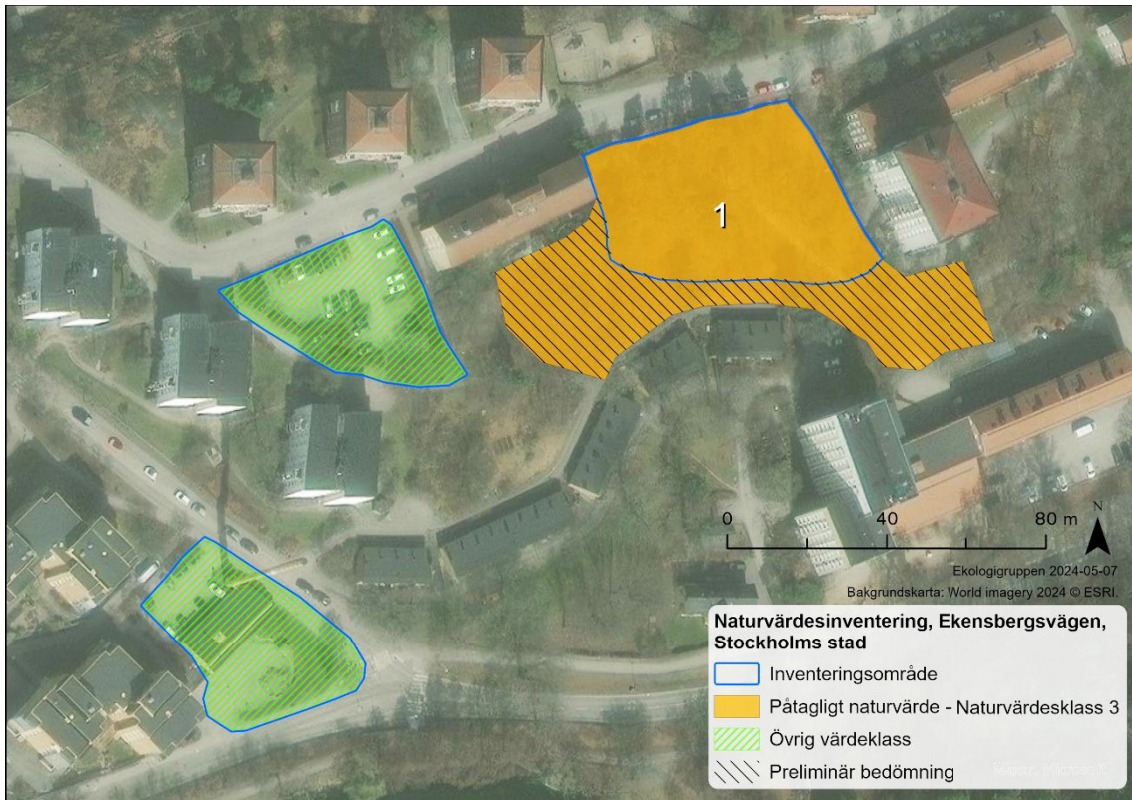 1
N
0 40 80 m
Ekologigruppen 2024-05-07
Bakgrundskarta: World imagery 2024 © ESRI.
Naturvärdesinventering, Ekensbergsvägen,
Stockholms stad
Inventeringsområde
Påtagligt naturvärde - Naturvärdesklass 3
Övrig värdeklass
Preliminär bedömning